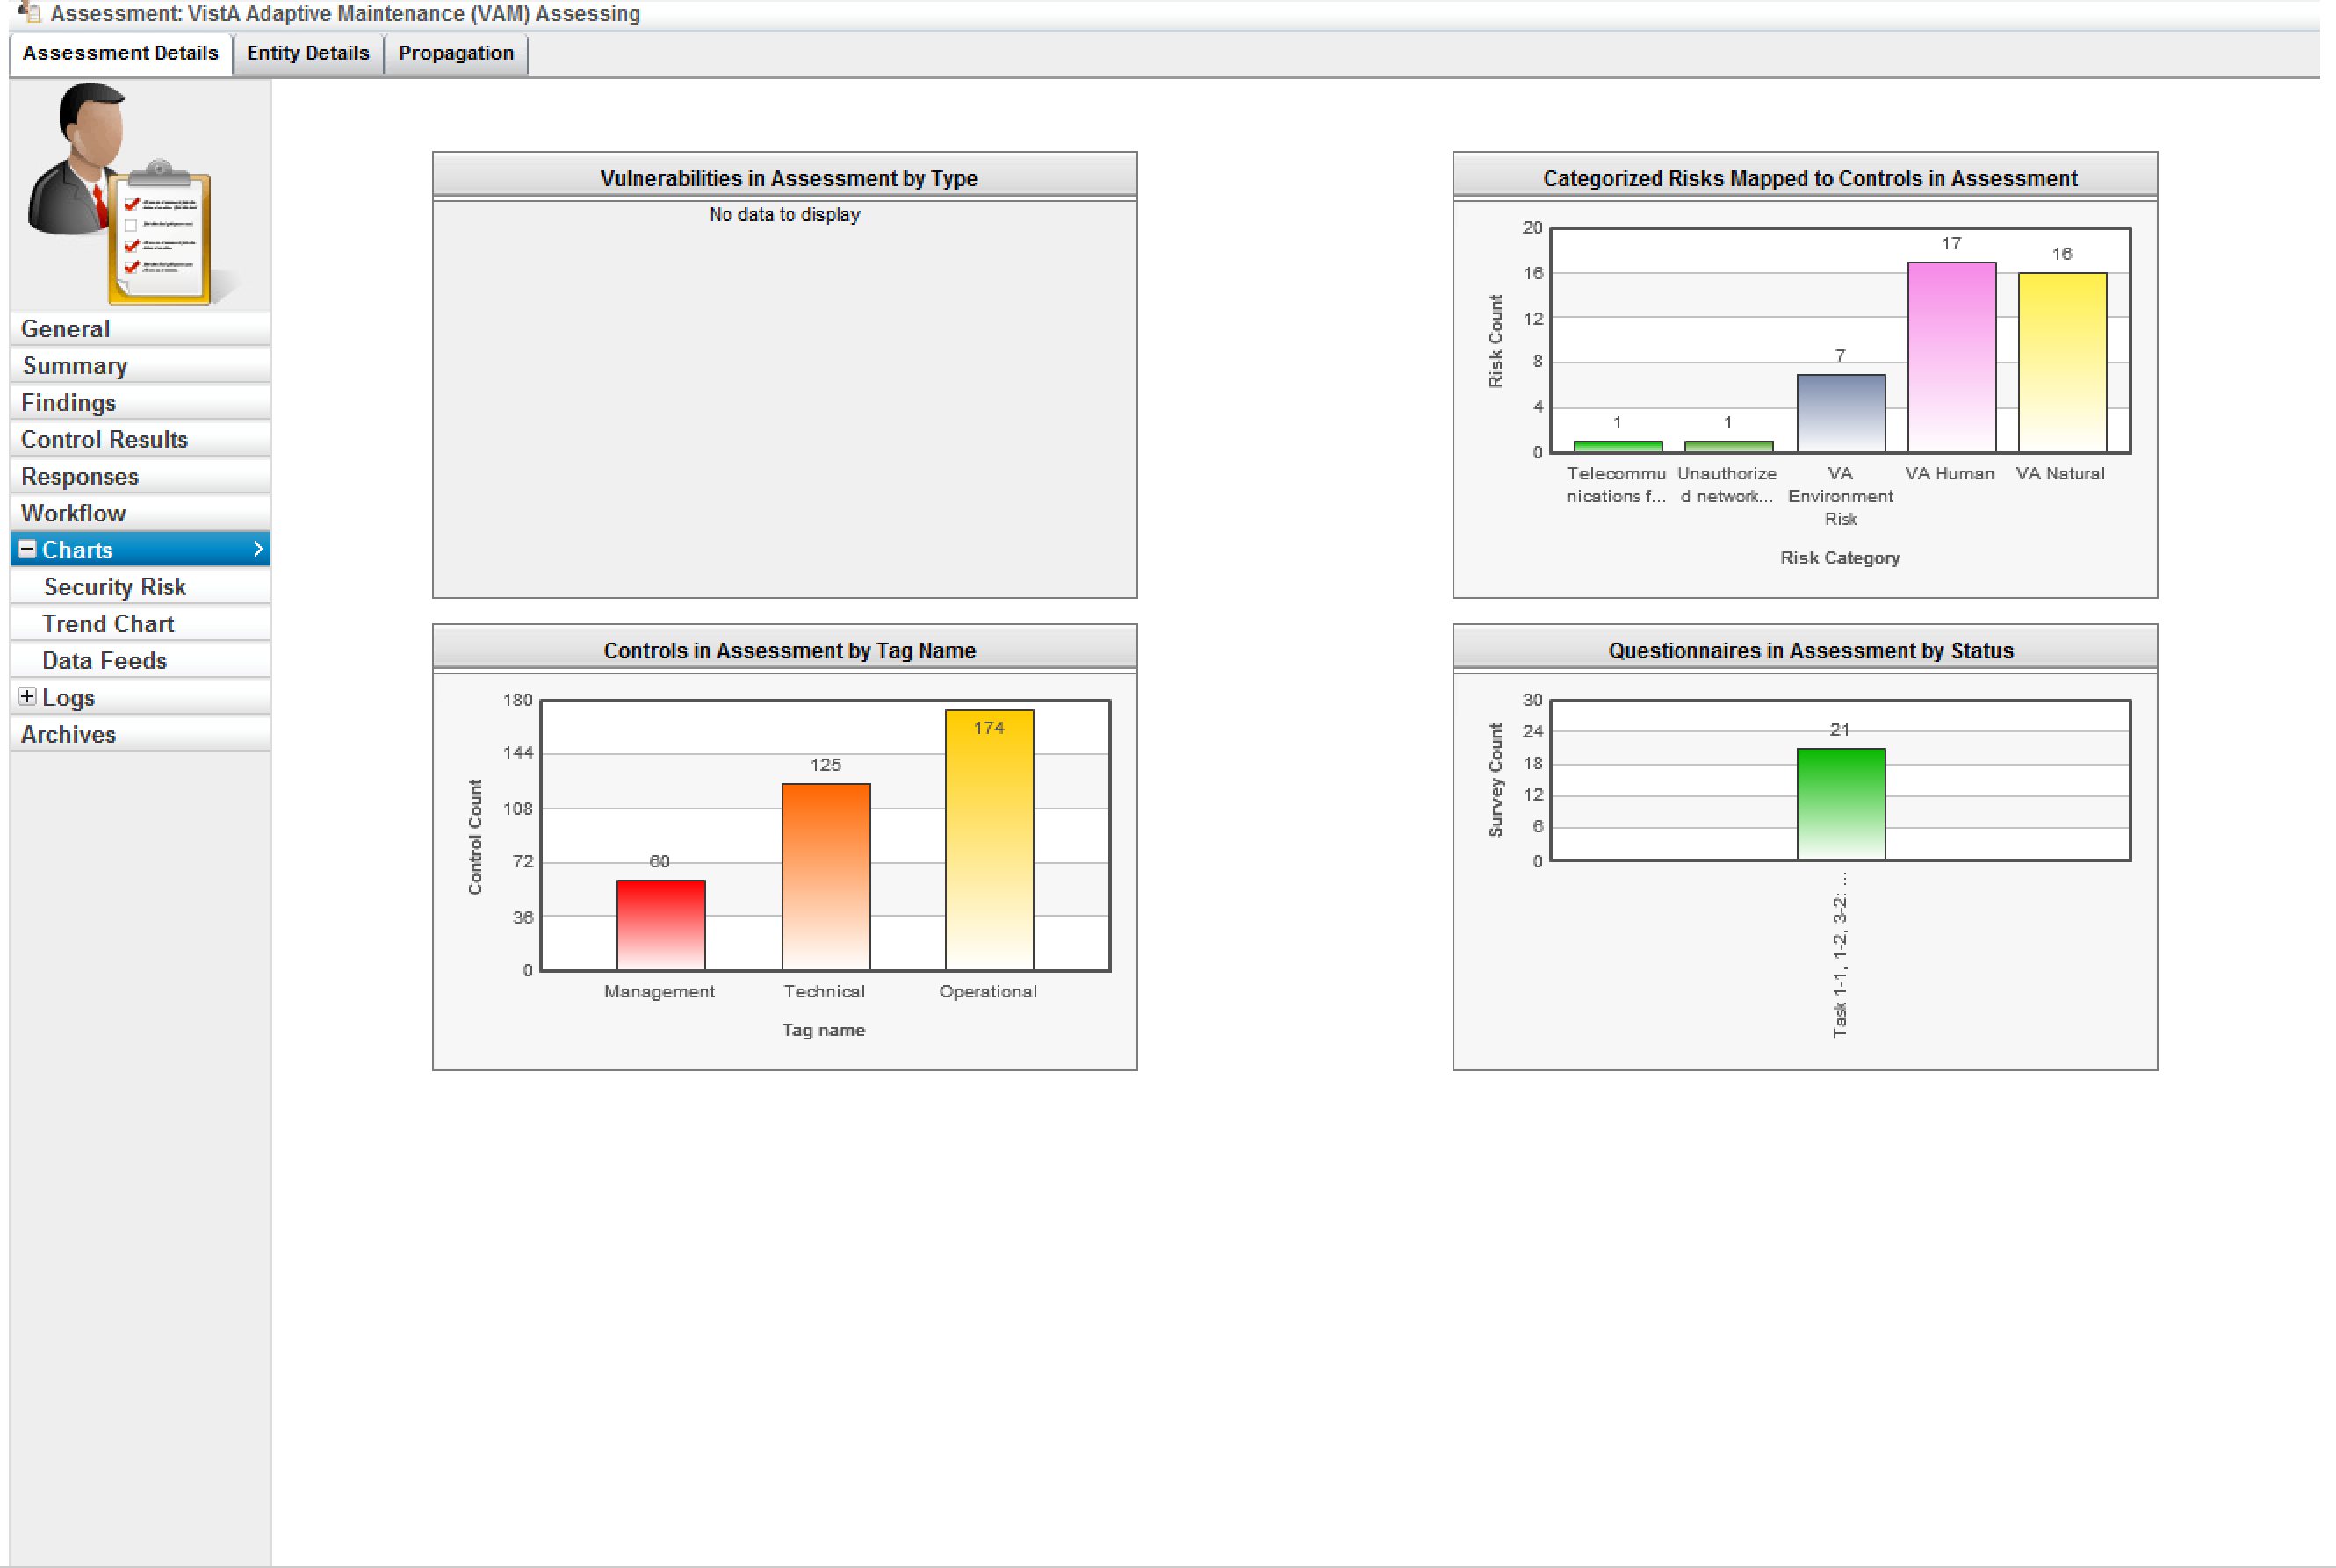 Assessment: VistA Adaptive Maintenance (VAM) Assessing
Assessment Details
Entity Details
Propagation
General
Summary
Findings
Control Results
Responses
Workflow
Charts
Security Risk
Trend Chart
Data Feeds
Logs
Archives
Vulnerabilities in Assessment by Type
No data to display
Categorized Risks Mapped to Controls in Assessment
Risk Count
20
16
12
8
4
0
1
1
7
17
16
Telecommu
nications f...
Unauthorize
d network...
VA
Environment
Risk
VA Human
VA Natural
Risk Category
Controls in Assessment by Tag Name
Control Count
180
144
108
72
36
0
60
125
174
Management
Technical
Operational
Tag name
Questionnaires in Assessment by Status
Survey Count
30
24
18
12
6
0
21
Task 1-1, 1-2, 3-2: ...